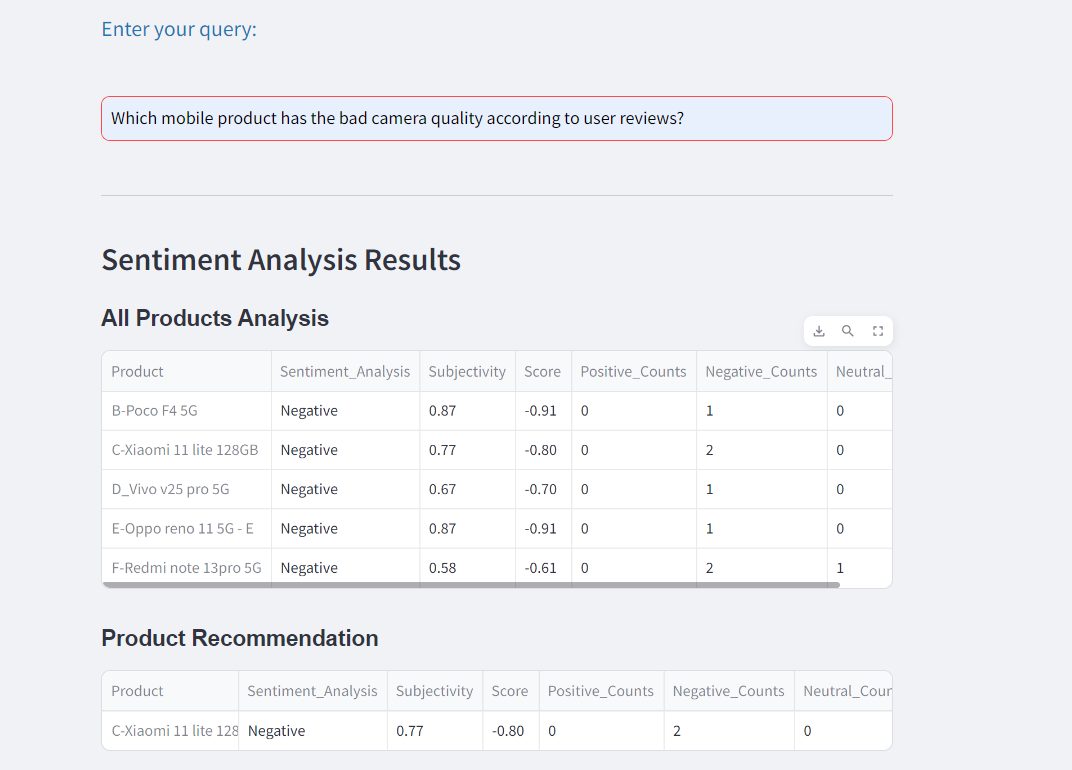 Enter your query:
Which mobile product has the bad camera quality according to user reviews?
Sentiment Analysis Results
All Products Analysis
Product Sentiment_Analysis Subjectivity Score Positive_Counts Negative_Counts Neutral_
B-Poco F4 5G Negative 0.87 -0.91 0 1 0
C-Xiaomi 11 lite 128GB Negative 0.77 -0.80 0 2 0
D_Vivo v25 pro 5G Negative 0.67 -0.70 0 1 0
E-Oppo reno 11 5G - E Negative 0.87 -0.91 0 1 0
F-Redmi note 13pro 5G Negative 0.58 -0.61 0 2 1
Product Recommendation
Product Sentiment_Analysis Subjectivity Score Positive_Counts Negative_Counts Neutral_Cour
C-Xiaomi 11 lite 128 Negative 0.77 -0.80 0 2 0